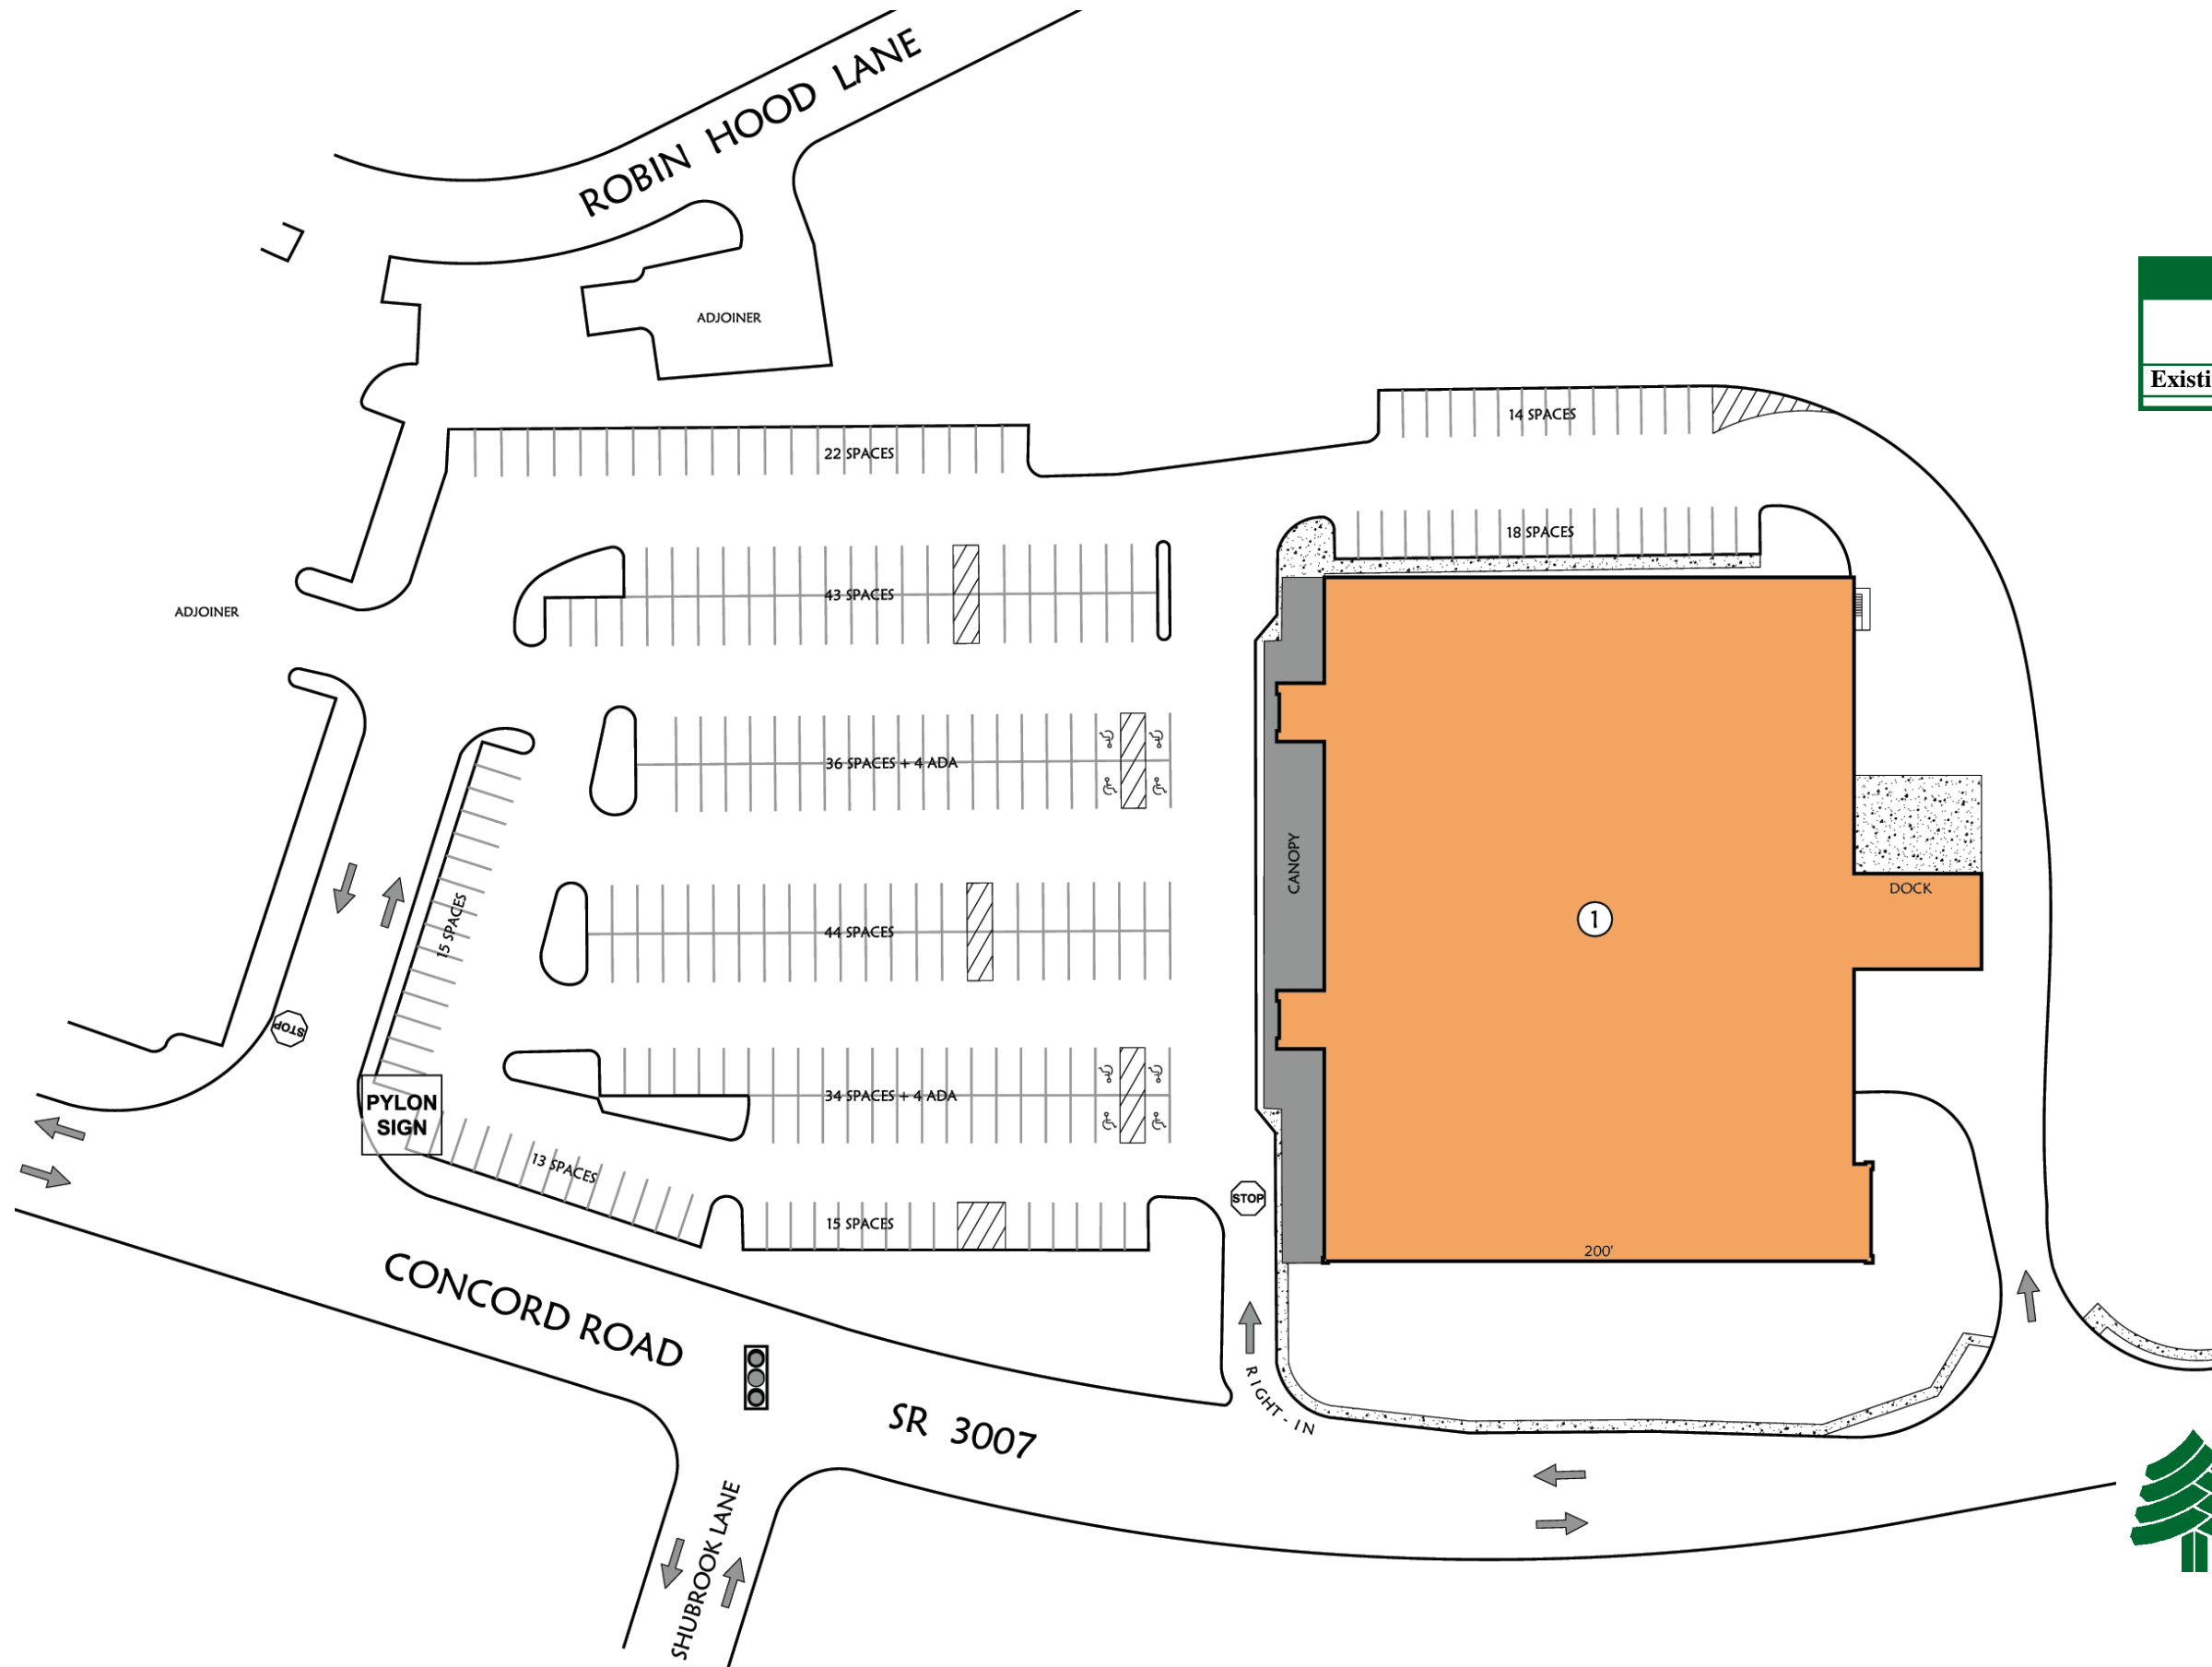 ROBIN HOOD LANE
ADJOINER
Existi
14 SPACES
22 SPACES
18 SPACES
43 SPACES
ADJOINER
36 SPACES + 4 ADA
CANOPY
DOCK
15 SPACES
1
44 SPACES
STOP
34 SPACES + 4 ADA
PYLON
SIGN
13 SPACES
STOP
15 SPACES
200'
CONCORD ROAD
RIGHT - IN
SR 3007
SHUBROOK LANE